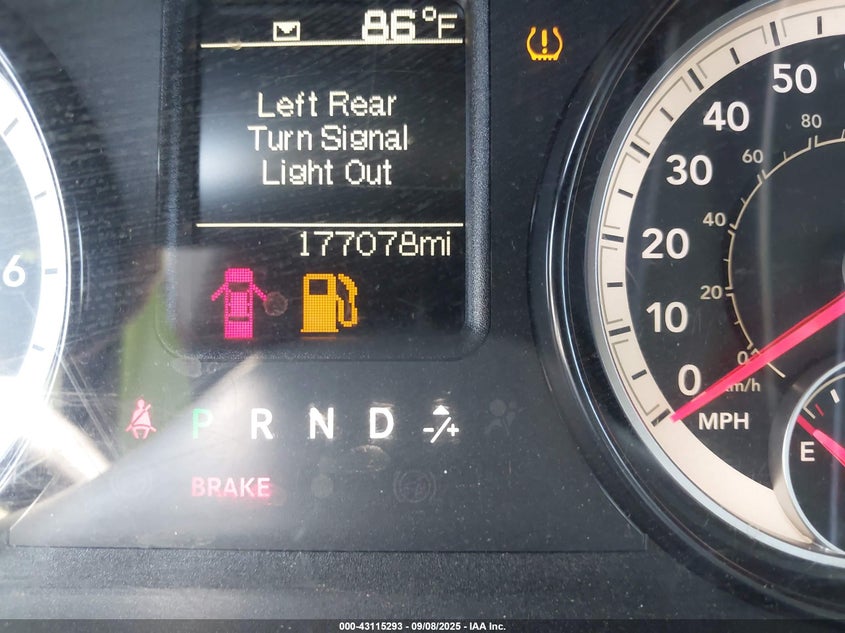 86°F
Left Rear
Turn Signal
Light Out
177078mi
P R N D -/+
BRAKE
6
50
40
30
20
10
0
MPH
80
60
40
20
0
km/h
E
000-43115293 - 09/08/2025 - IAA Inc.